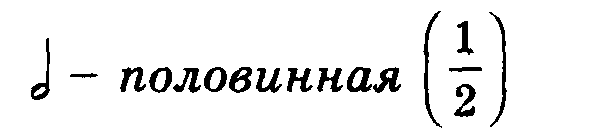 𝅗𝅥 – половинная (1/2)